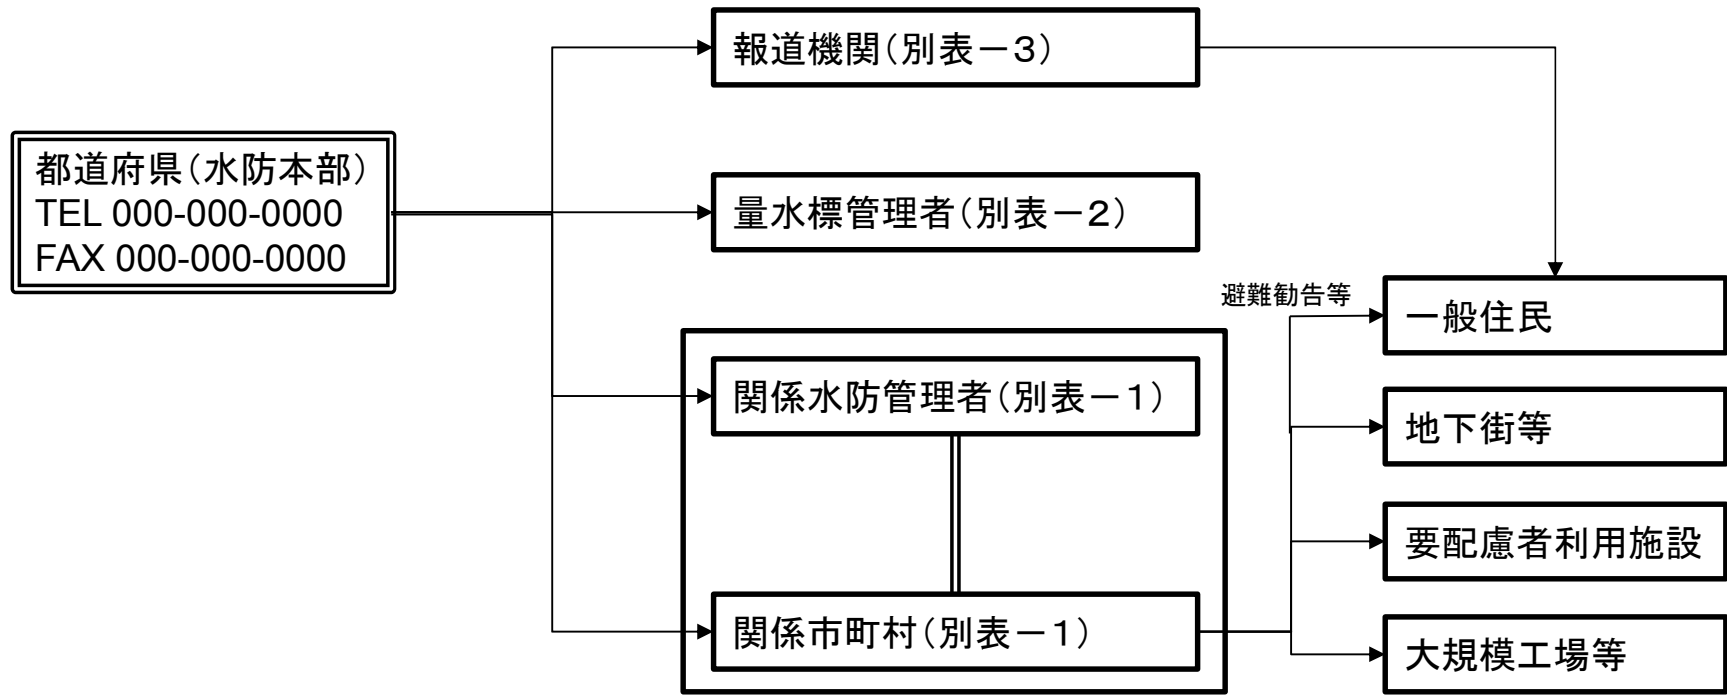 報道機関(別表－3)
都道府県(水防本部)
TEL 000-000-0000
FAX 000-000-0000
量水標管理者(別表－2)
避難勧告等
一般住民
関係水防管理者(別表－1)
地下街等
要配慮者利用施設
関係市町村(別表－1)
大規模工場等